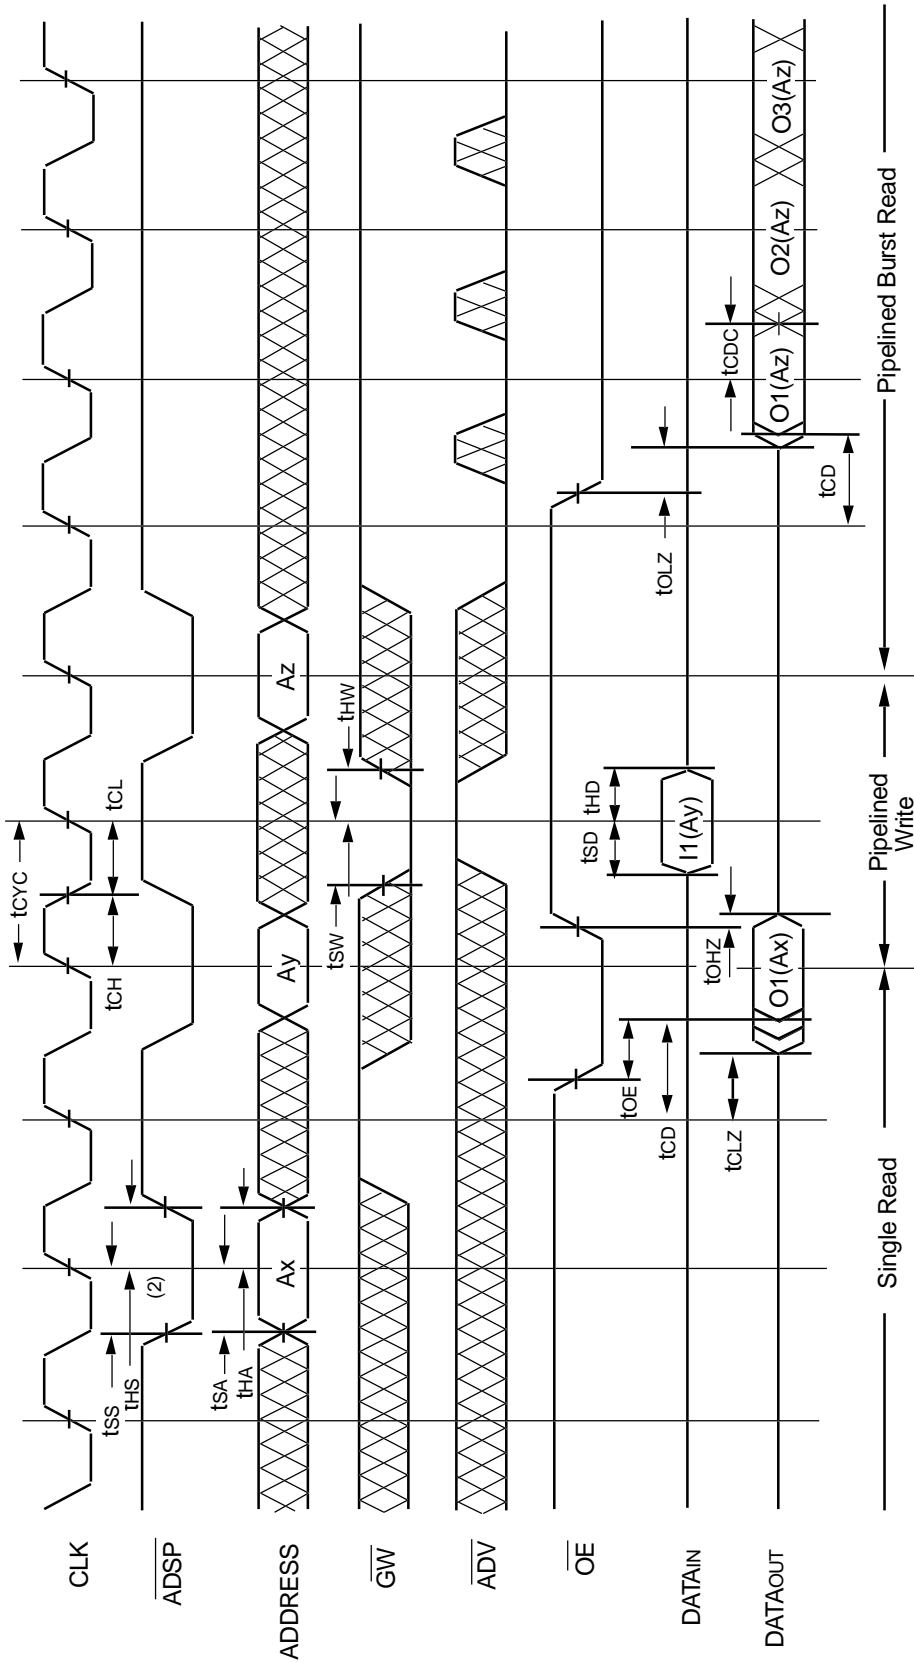 tCYC
tCH
tCL
CLK
tSS
tHS
(2)
ADSP
tSA
tHA
ADDRESS
Ax
Ay
Az
tSW
tHW
GW
ADV
OE
tOE
tOLZ
tSD
tHD
DATAIN
I1(Ay)
tCD
tOHZ
tCDC
tCLZ
DATAOUT
O1(Ax)
O1(Az)
O2(Az)
O3(Az)
tCD
Single Read
Pipelined
Write
Pipelined Burst Read